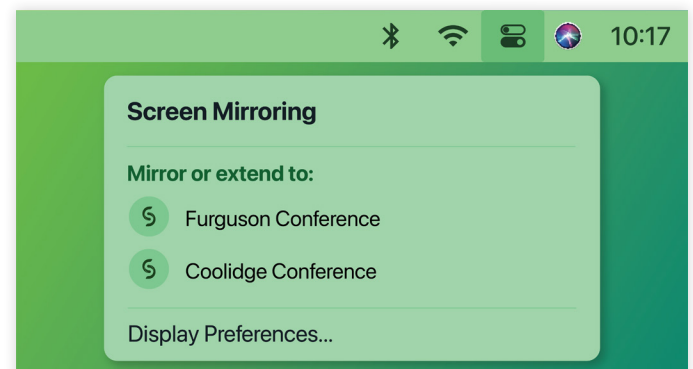 10:17
Screen Mirroring
Mirror or extend to:
Furguson Conference
Coolidge Conference
Display Preferences...